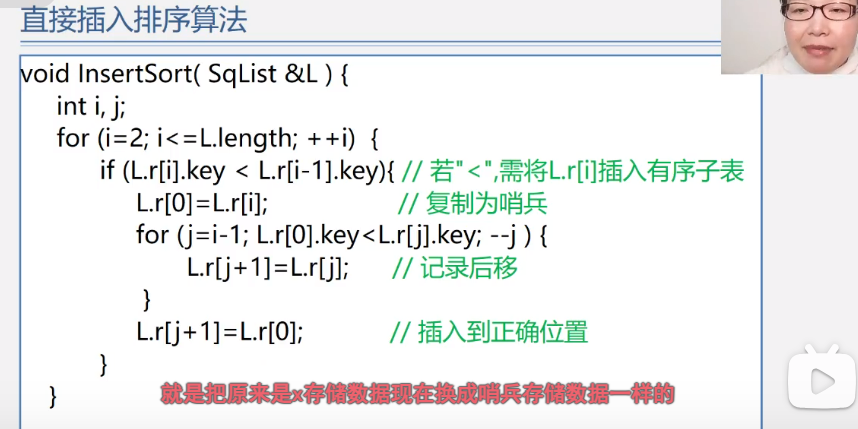 直接插入排序算法
void InsertSort( SqList &L ) {
int i, j;
for (i=2; i<=L.length; ++i) {
if (L.r[i].key < L.r[i-1].key){ // 若"<",需将L.r[i]插入有序子表
L.r[0]=L.r[i]; // 复制为哨兵
for (j=i-1; L.r[0].key<L.r[j].key; --j ) {
L.r[j+1]=L.r[j]; // 记录后移
}
L.r[j+1]=L.r[0]; // 插入到正确位置
}
}
就是把原来是x存储数据现在换成哨兵存储数据一样的